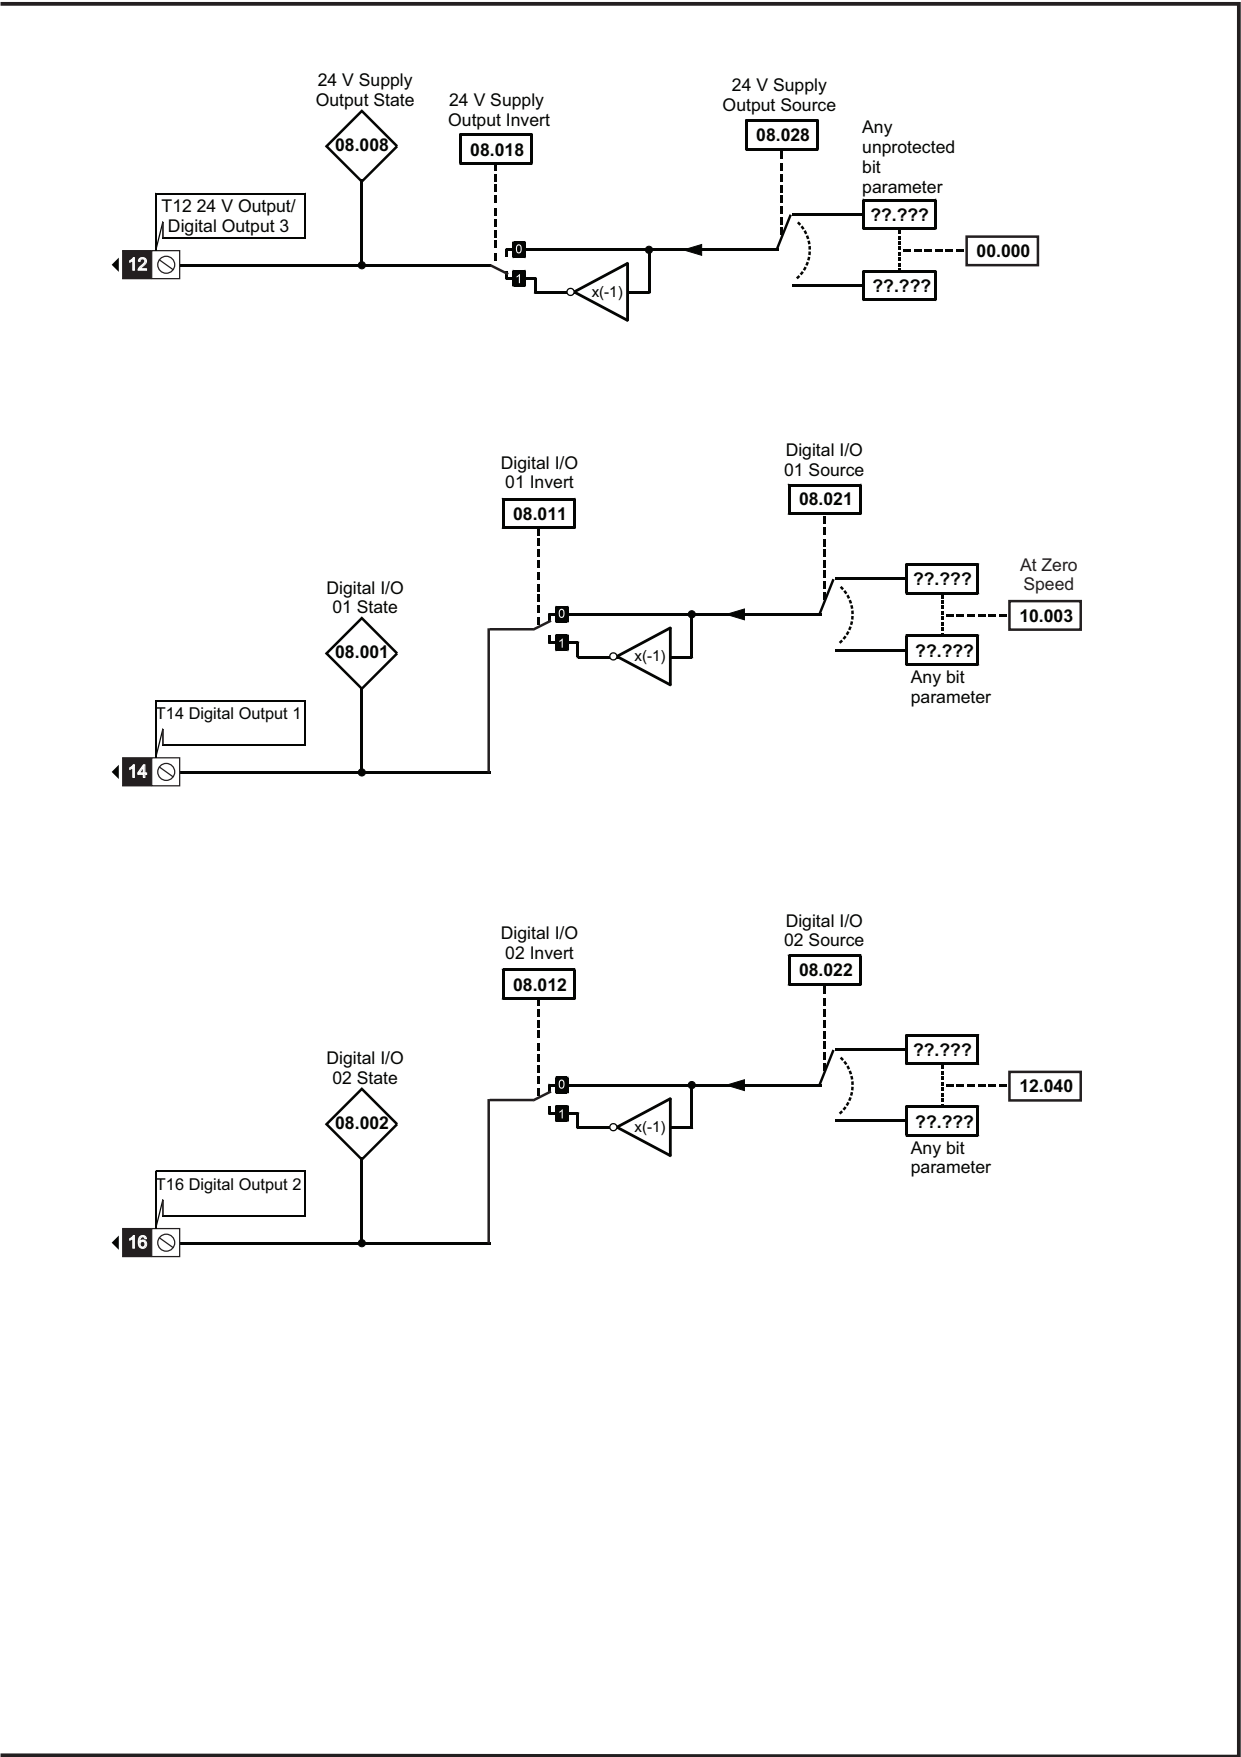 24 V Supply
Output State
08.008
24 V Supply
Output Invert
08.018
24 V Supply
Output Source
08.028
Any
unprotected
bit
parameter
??.???
??.???
00.000
T12 24 V Output/
Digital Output 3
12
0
1
x(-1)
Digital I/O
01 Invert
08.011
Digital I/O
01 Source
08.021
Digital I/O
01 State
08.001
??.???
??.???
Any bit
parameter
At Zero
Speed
10.003
0
1
x(-1)
T14 Digital Output 1
14
Digital I/O
02 Invert
08.012
Digital I/O
02 Source
08.022
Digital I/O
02 State
08.002
??.???
??.???
Any bit
parameter
12.040
0
1
x(-1)
T16 Digital Output 2
16